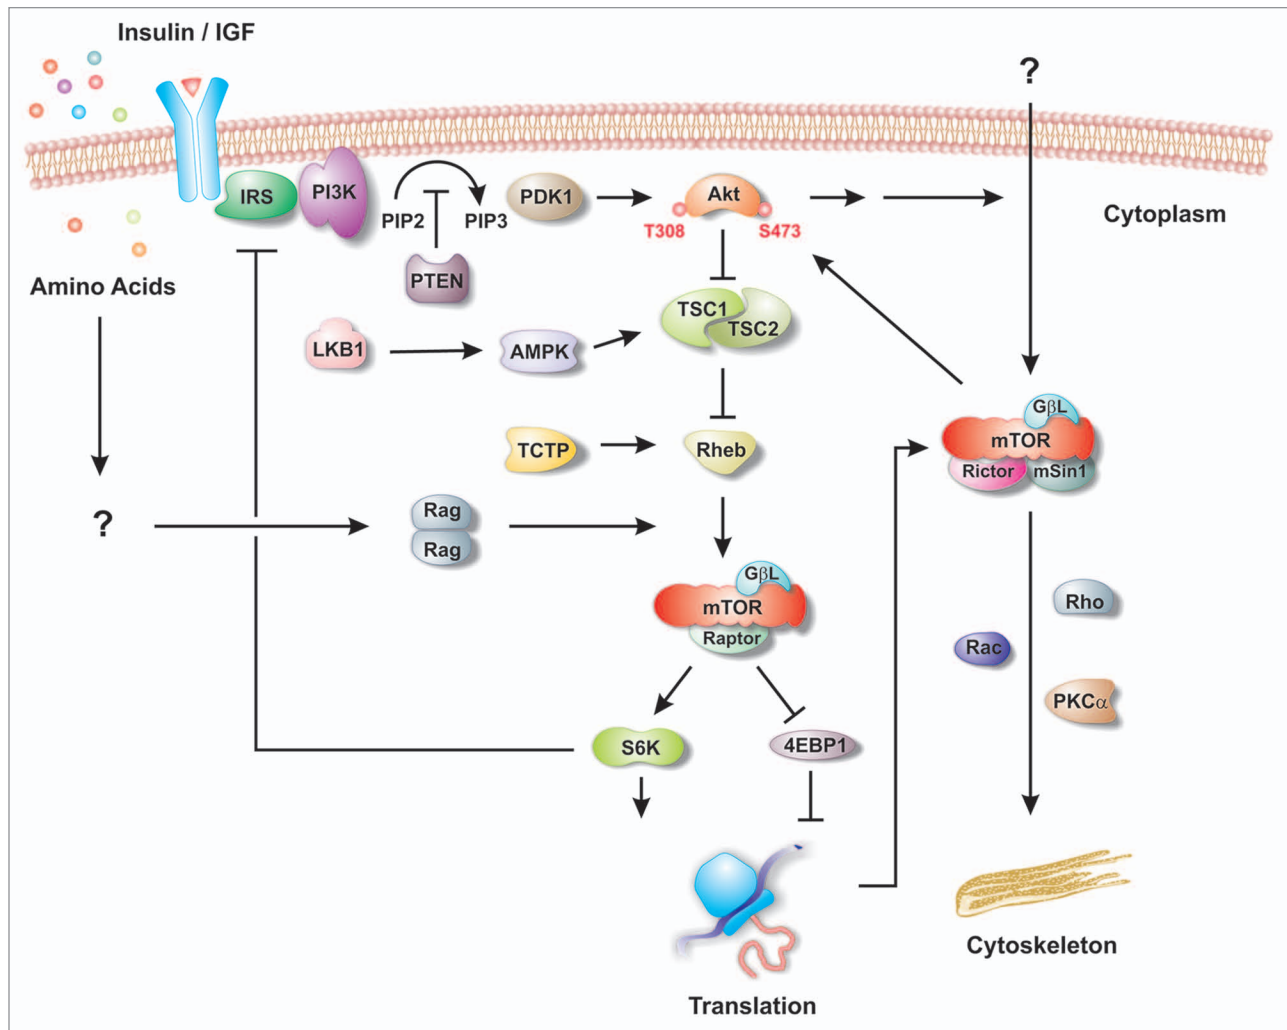 Insulin / IGF
?
IRS
PI3K
PIP2
PIP3
PDK1
Akt
T308
S473
Cytoplasm
PTEN
Amino Acids
TSC1
TSC2
LKB1
AMPK
GβL
mTOR
Rictor
mSin1
TCTP
Rheb
?
Rag
Rag
GβL
mTOR
Raptor
Rho
Rac
PKCα
S6K
4EBP1
Cytoskeleton
Translation